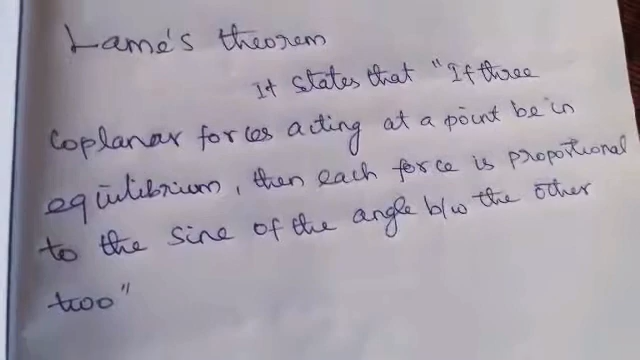 Lame's theorem
It states that "If three
coplanar forces acting at a point be in
equilibrium, then each force is proportional
to the sine of the angle b/w the other
two"